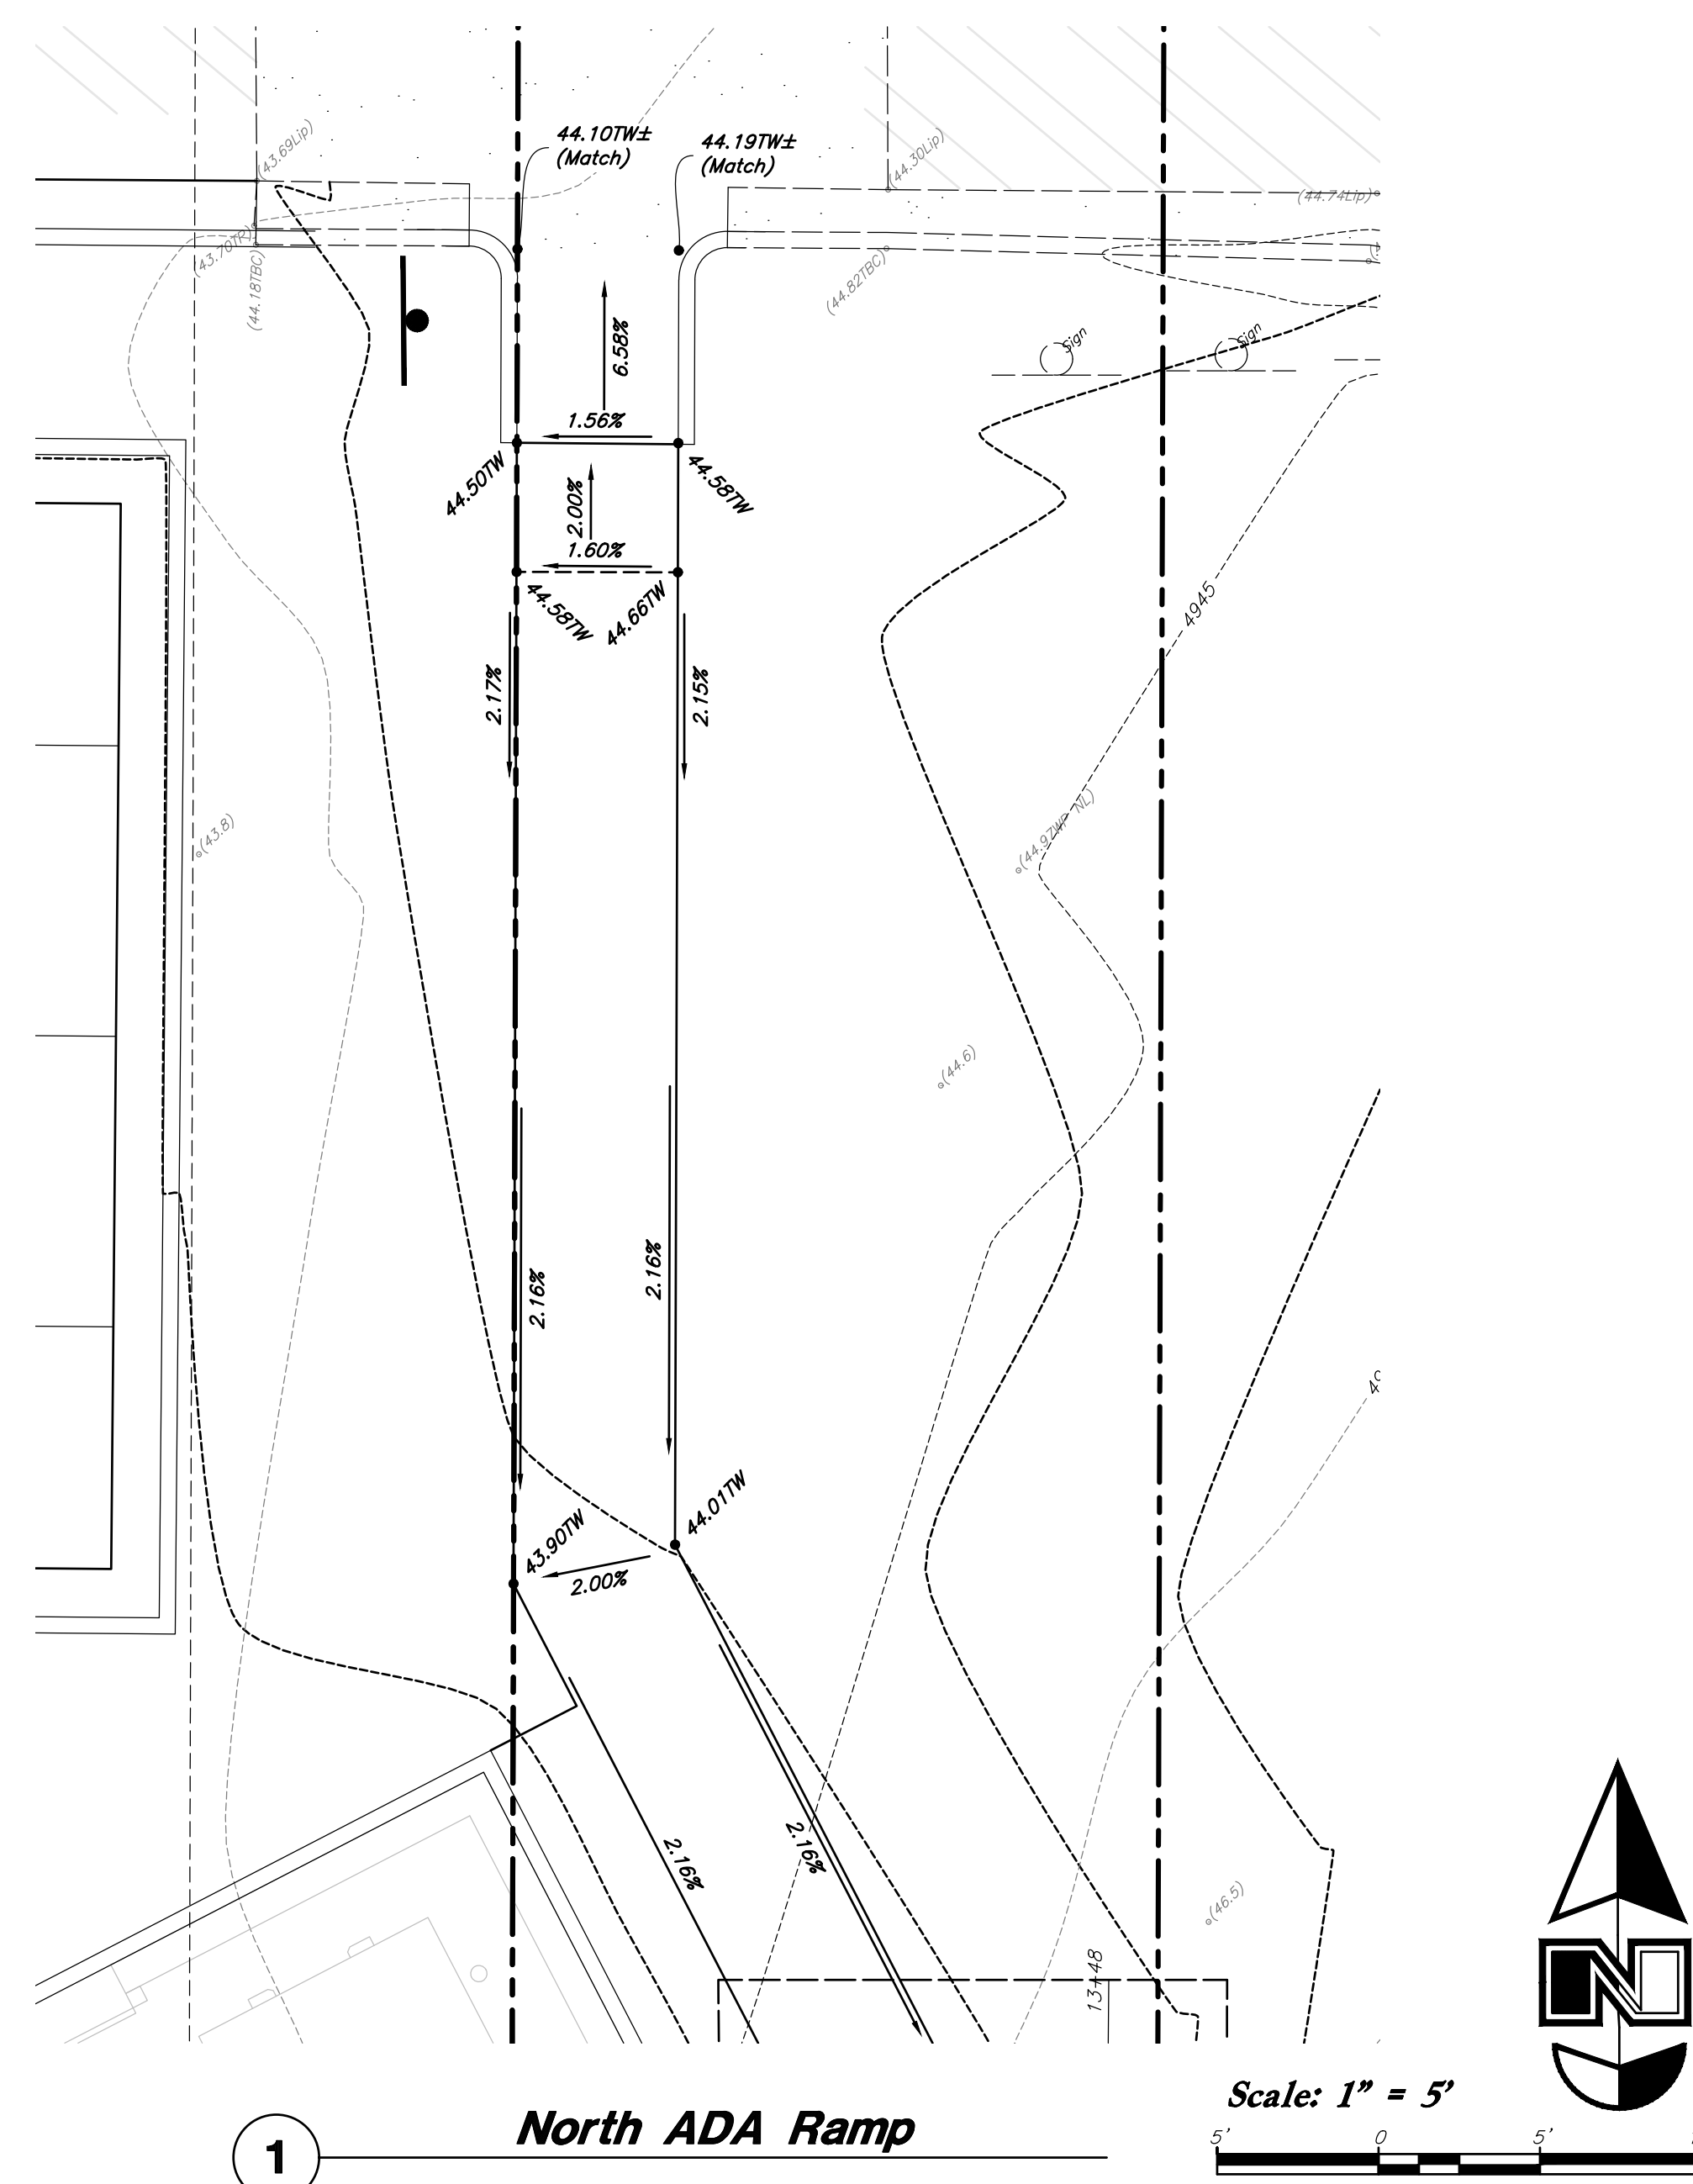 44.10TW±
(Match)
44.19TW±
(Match)
(43.69Lip)
(44.30Lip)
(44.74Lip)
(43.70TP)
(44.18TBC)
(44.82TBC)
6.58%
Sign
Sign
1.56%
44.50TW
44.58TW
2.00%
1.60%
44.58TW
44.66TW
4945
2.17%
2.15%
(43.8)
(44.6)
2.16%
2.16%
44.01TW
43.90TW
2.00%
2.16%
2.16%
(46.5)
13+48
N
Scale: 1" = 5'
5' 0 5'
1
North ADA Ramp